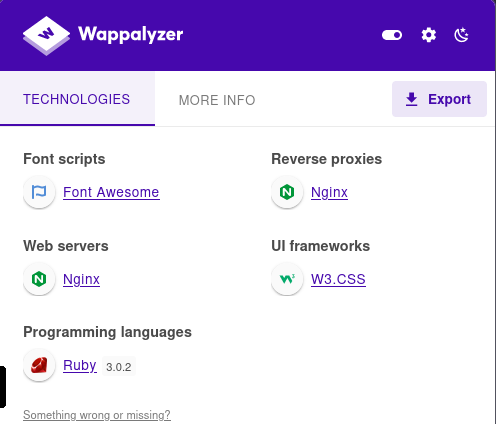 Wappalyzer
TECHNOLOGIES
MORE INFO
Export
Font scripts
Font Awesome
Reverse proxies
Nginx
Web servers
Nginx
UI frameworks
W3.CSS
Programming languages
Ruby 3.0.2
Something wrong or missing?